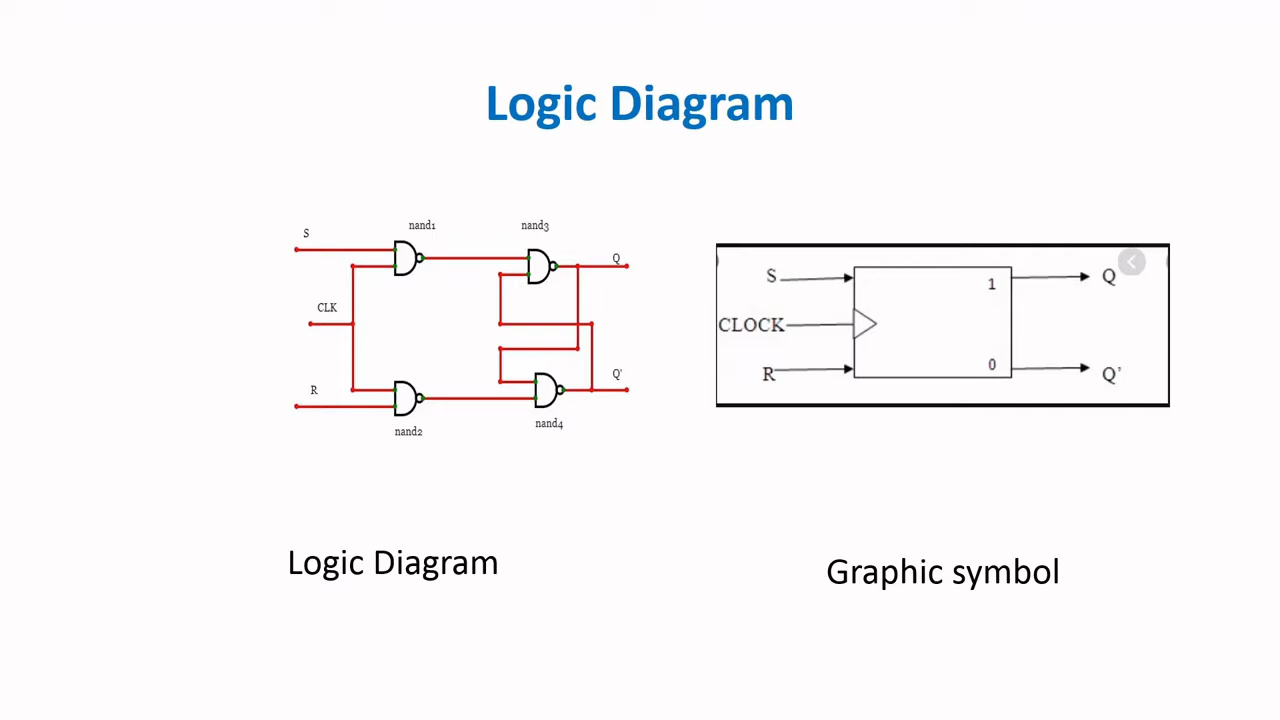 Logic Diagram
nand1
nand3
S
Q
CLK
R
Q'
nand2
nand4
S
1
Q
CLOCK
R
0
Q'
Logic Diagram
Graphic symbol